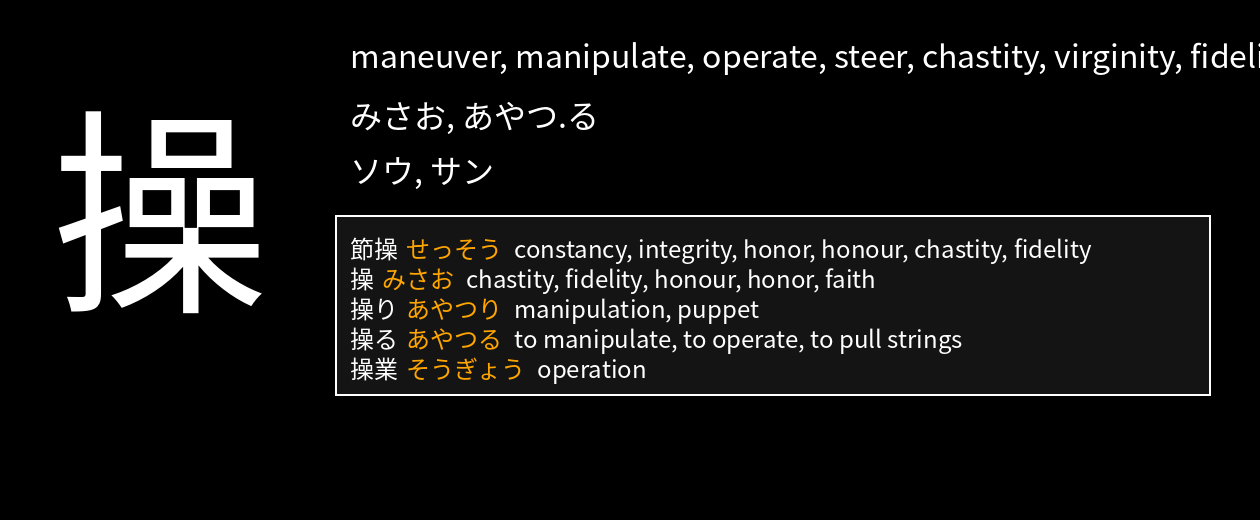 操
maneuver, manipulate, operate, steer, chastity, virginity, fideli
みさお, あやつ.る
ソウ, サン
節操 せっそう constancy, integrity, honor, honour, chastity, fidelity
操 みさお chastity, fidelity, honour, honor, faith
操り あやつり manipulation, puppet
操る あやつる to manipulate, to operate, to pull strings
操業 そうぎょう operation